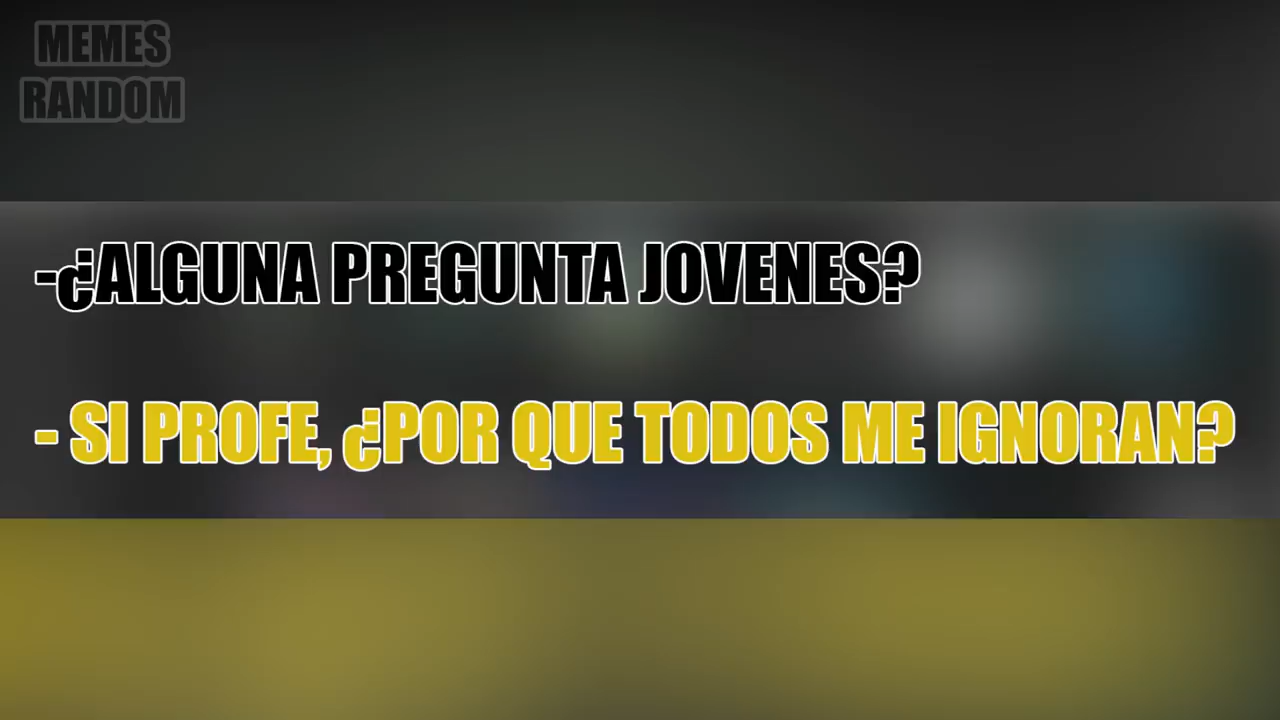 MEMES
RANDOM
-¿ALGUNA PREGUNTA JOVENES?
- SI PROFE, ¿POR QUE TODOS ME IGNORAN?